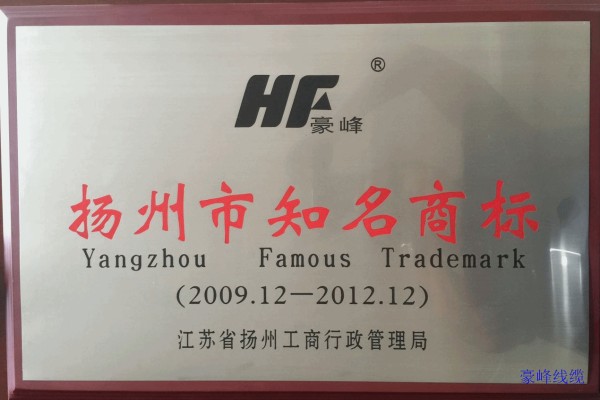 HF ®
豪峰
扬州市知名商标
Yangzhou Famous Trademark
(2009.12—2012.12)
江苏省扬州工商行政管理局
豪峰线缆